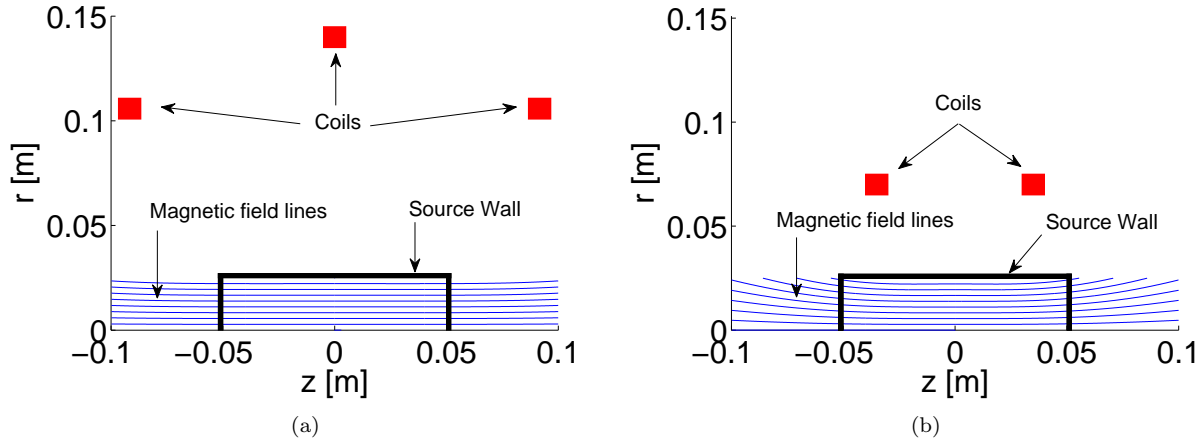 0.15
0.1
0.05
0
r [m]
Coils
Magnetic field lines
Source Wall
−0.1
−0.05
0
0.05
0.1
z [m]
(a)
0.15
0.1
0.05
0
r [m]
Coils
Magnetic field lines
Source Wall
−0.1
−0.05
0
0.05
0.1
z [m]
(b)